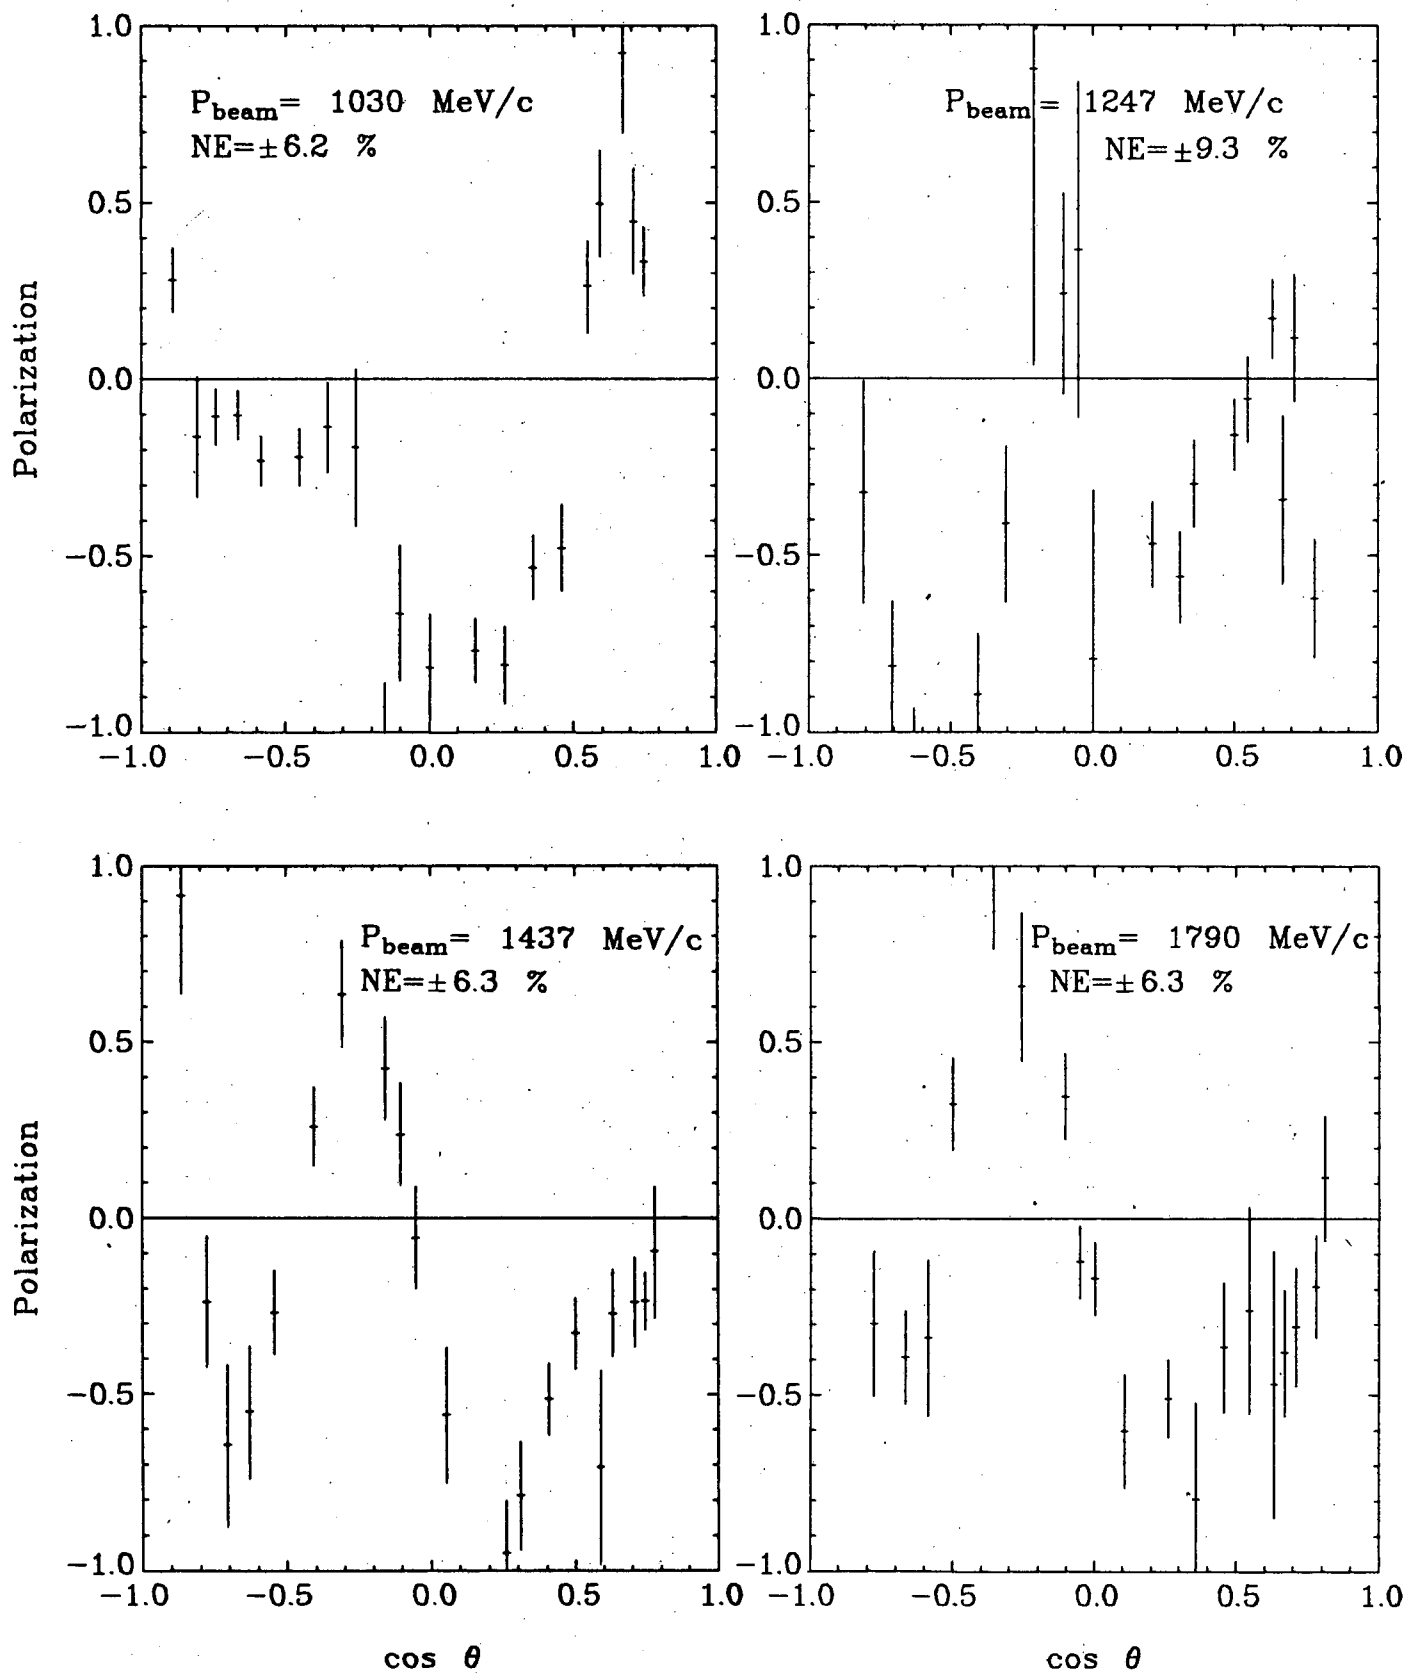 P_beam = 1030 MeV/c
NE=±6.2 %
1.0
0.5
0.0
−0.5
−1.0
−1.0 −0.5 0.0 0.5 1.0
Polarization
P_beam = 1247 MeV/c
NE=±9.3 %
1.0
0.5
0.0
−0.5
−1.0
−1.0 −0.5 0.0 0.5 1.0
P_beam = 1437 MeV/c
NE=±6.3 %
1.0
0.5
0.0
−0.5
−1.0
−1.0 −0.5 0.0 0.5 1.0
Polarization
cos θ
P_beam = 1790 MeV/c
NE=±6.3 %
1.0
0.5
0.0
−0.5
−1.0
−1.0 −0.5 0.0 0.5 1.0
cos θ